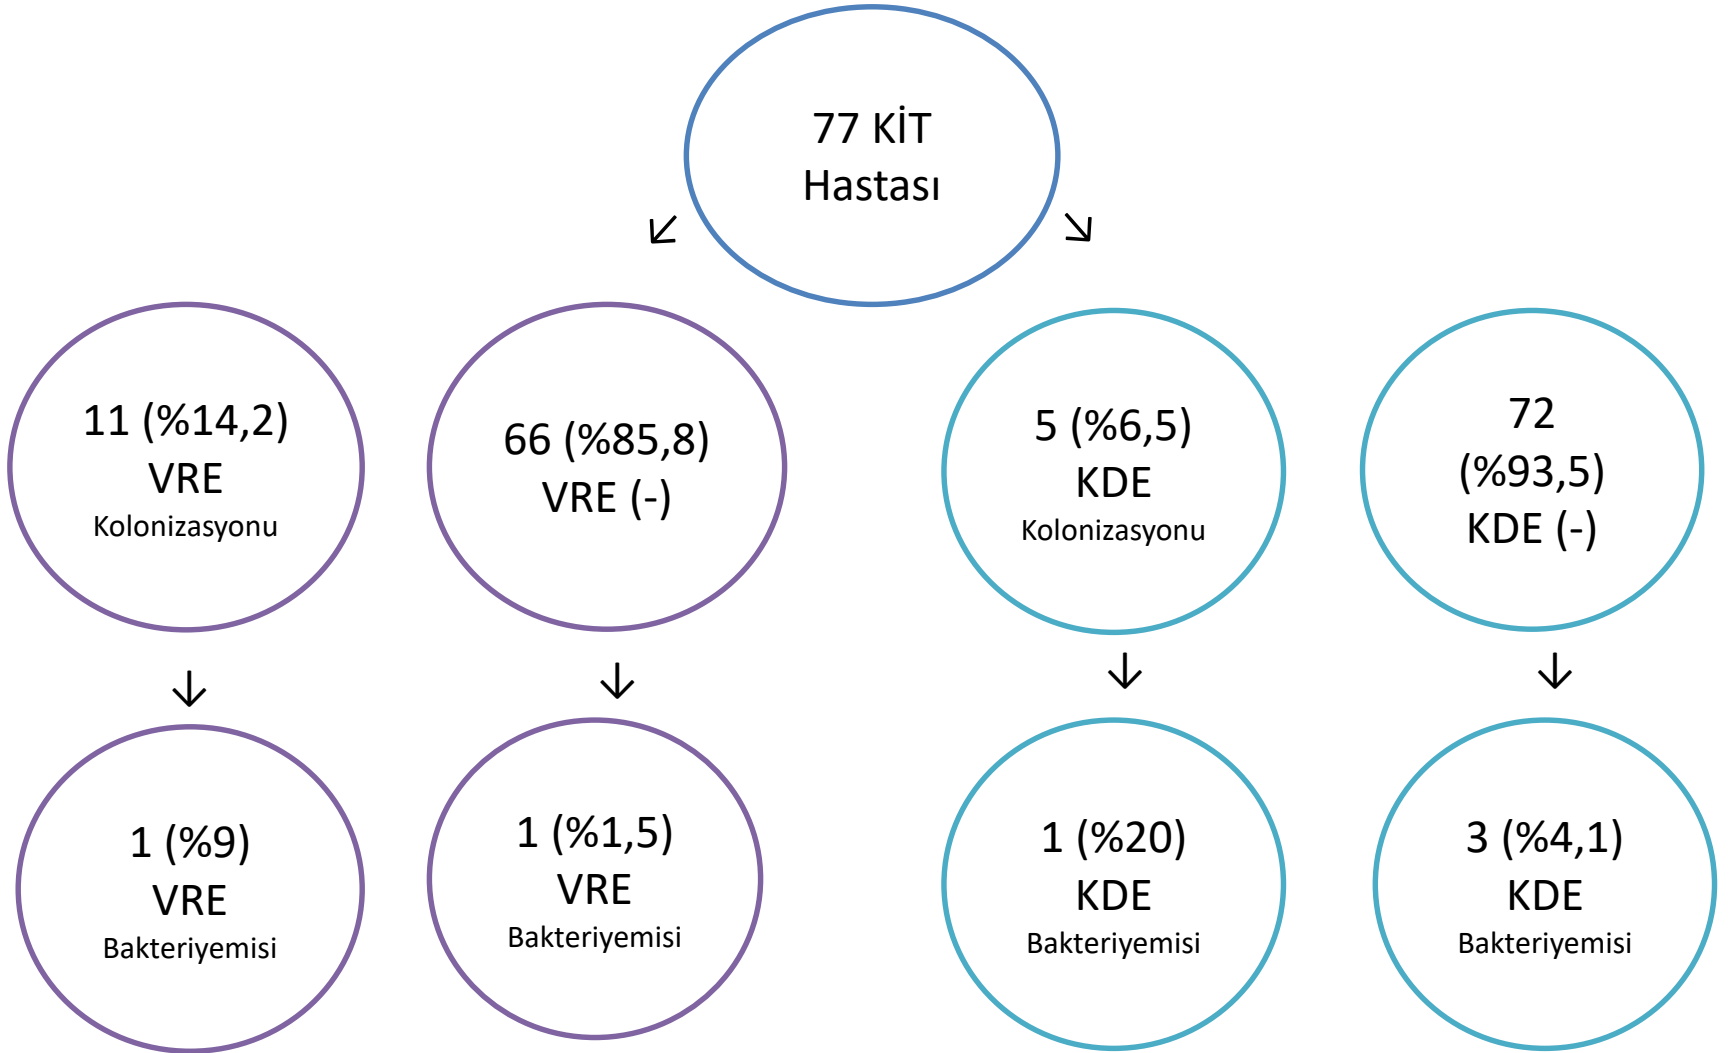 77 KİT
Hastası
11 (%14,2)
VRE
Kolonizasyonu
66 (%85,8)
VRE (-)
5 (%6,5)
KDE
Kolonizasyonu
72
(%93,5)
KDE (-)
1 (%9)
VRE
Bakteriyemisi
1 (%1,5)
VRE
Bakteriyemisi
1 (%20)
KDE
Bakteriyemisi
3 (%4,1)
KDE
Bakteriyemisi